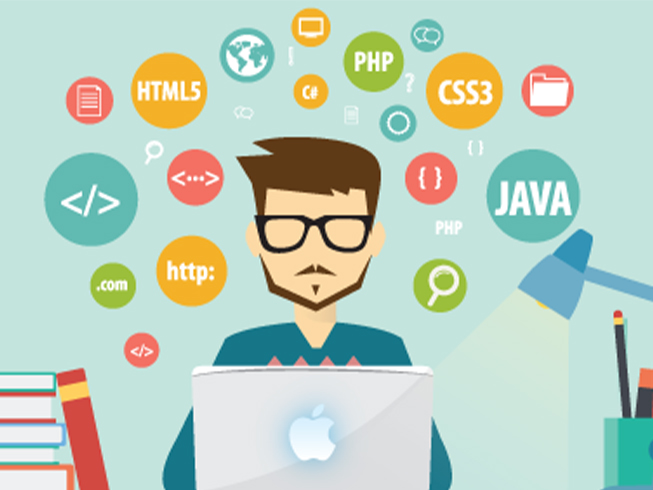 PHP
HTML5
C#
?
CSS3
<···>
{ }
{ }
</>
JAVA
PHP
http:
.com
</>